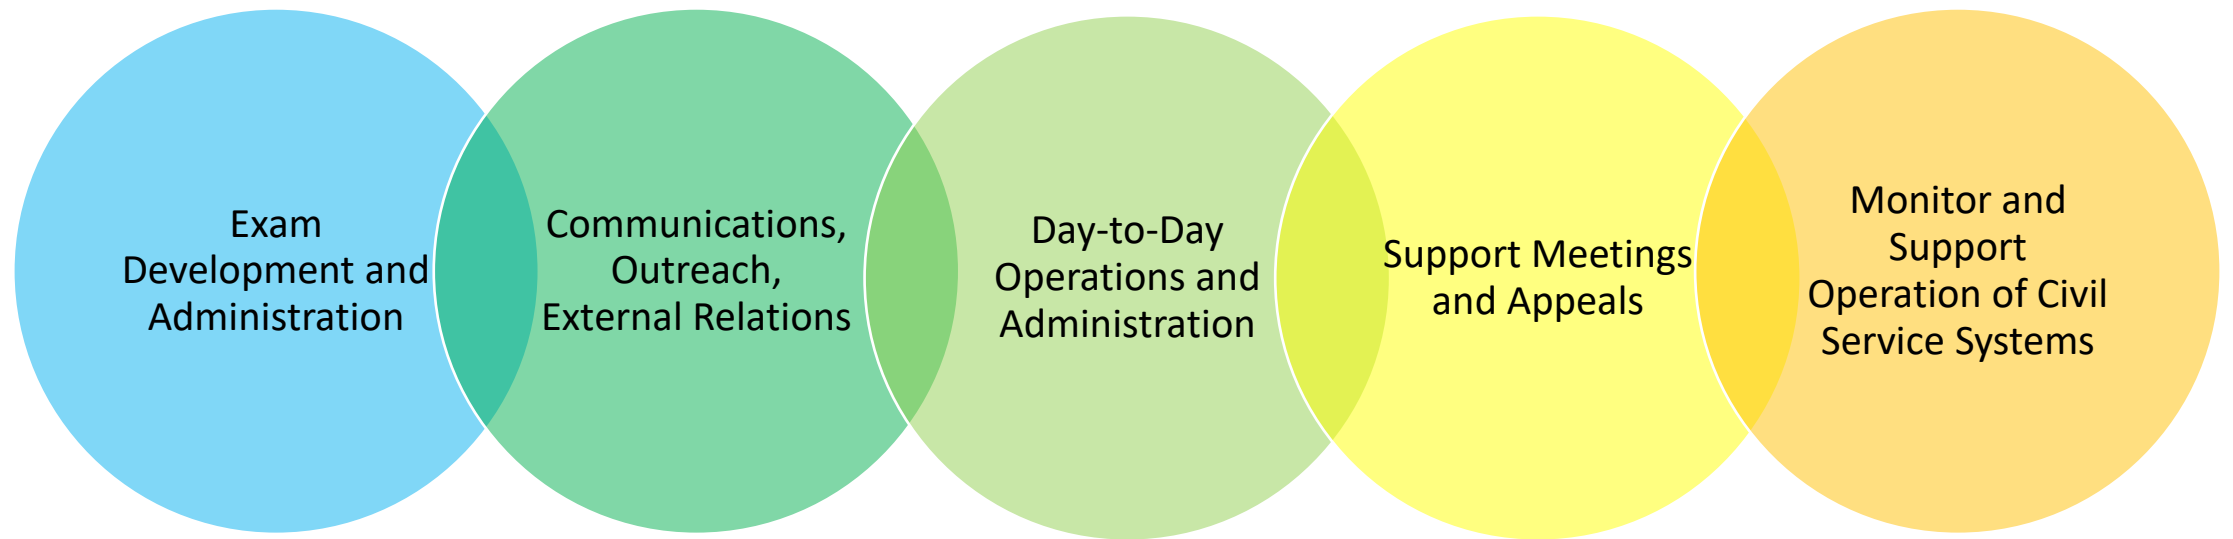 Exam
Development and
Administration
Communications,
Outreach,
External Relations
Day-to-Day
Operations and
Administration
Support Meetings
and Appeals
Monitor and
Support
Operation of Civil
Service Systems